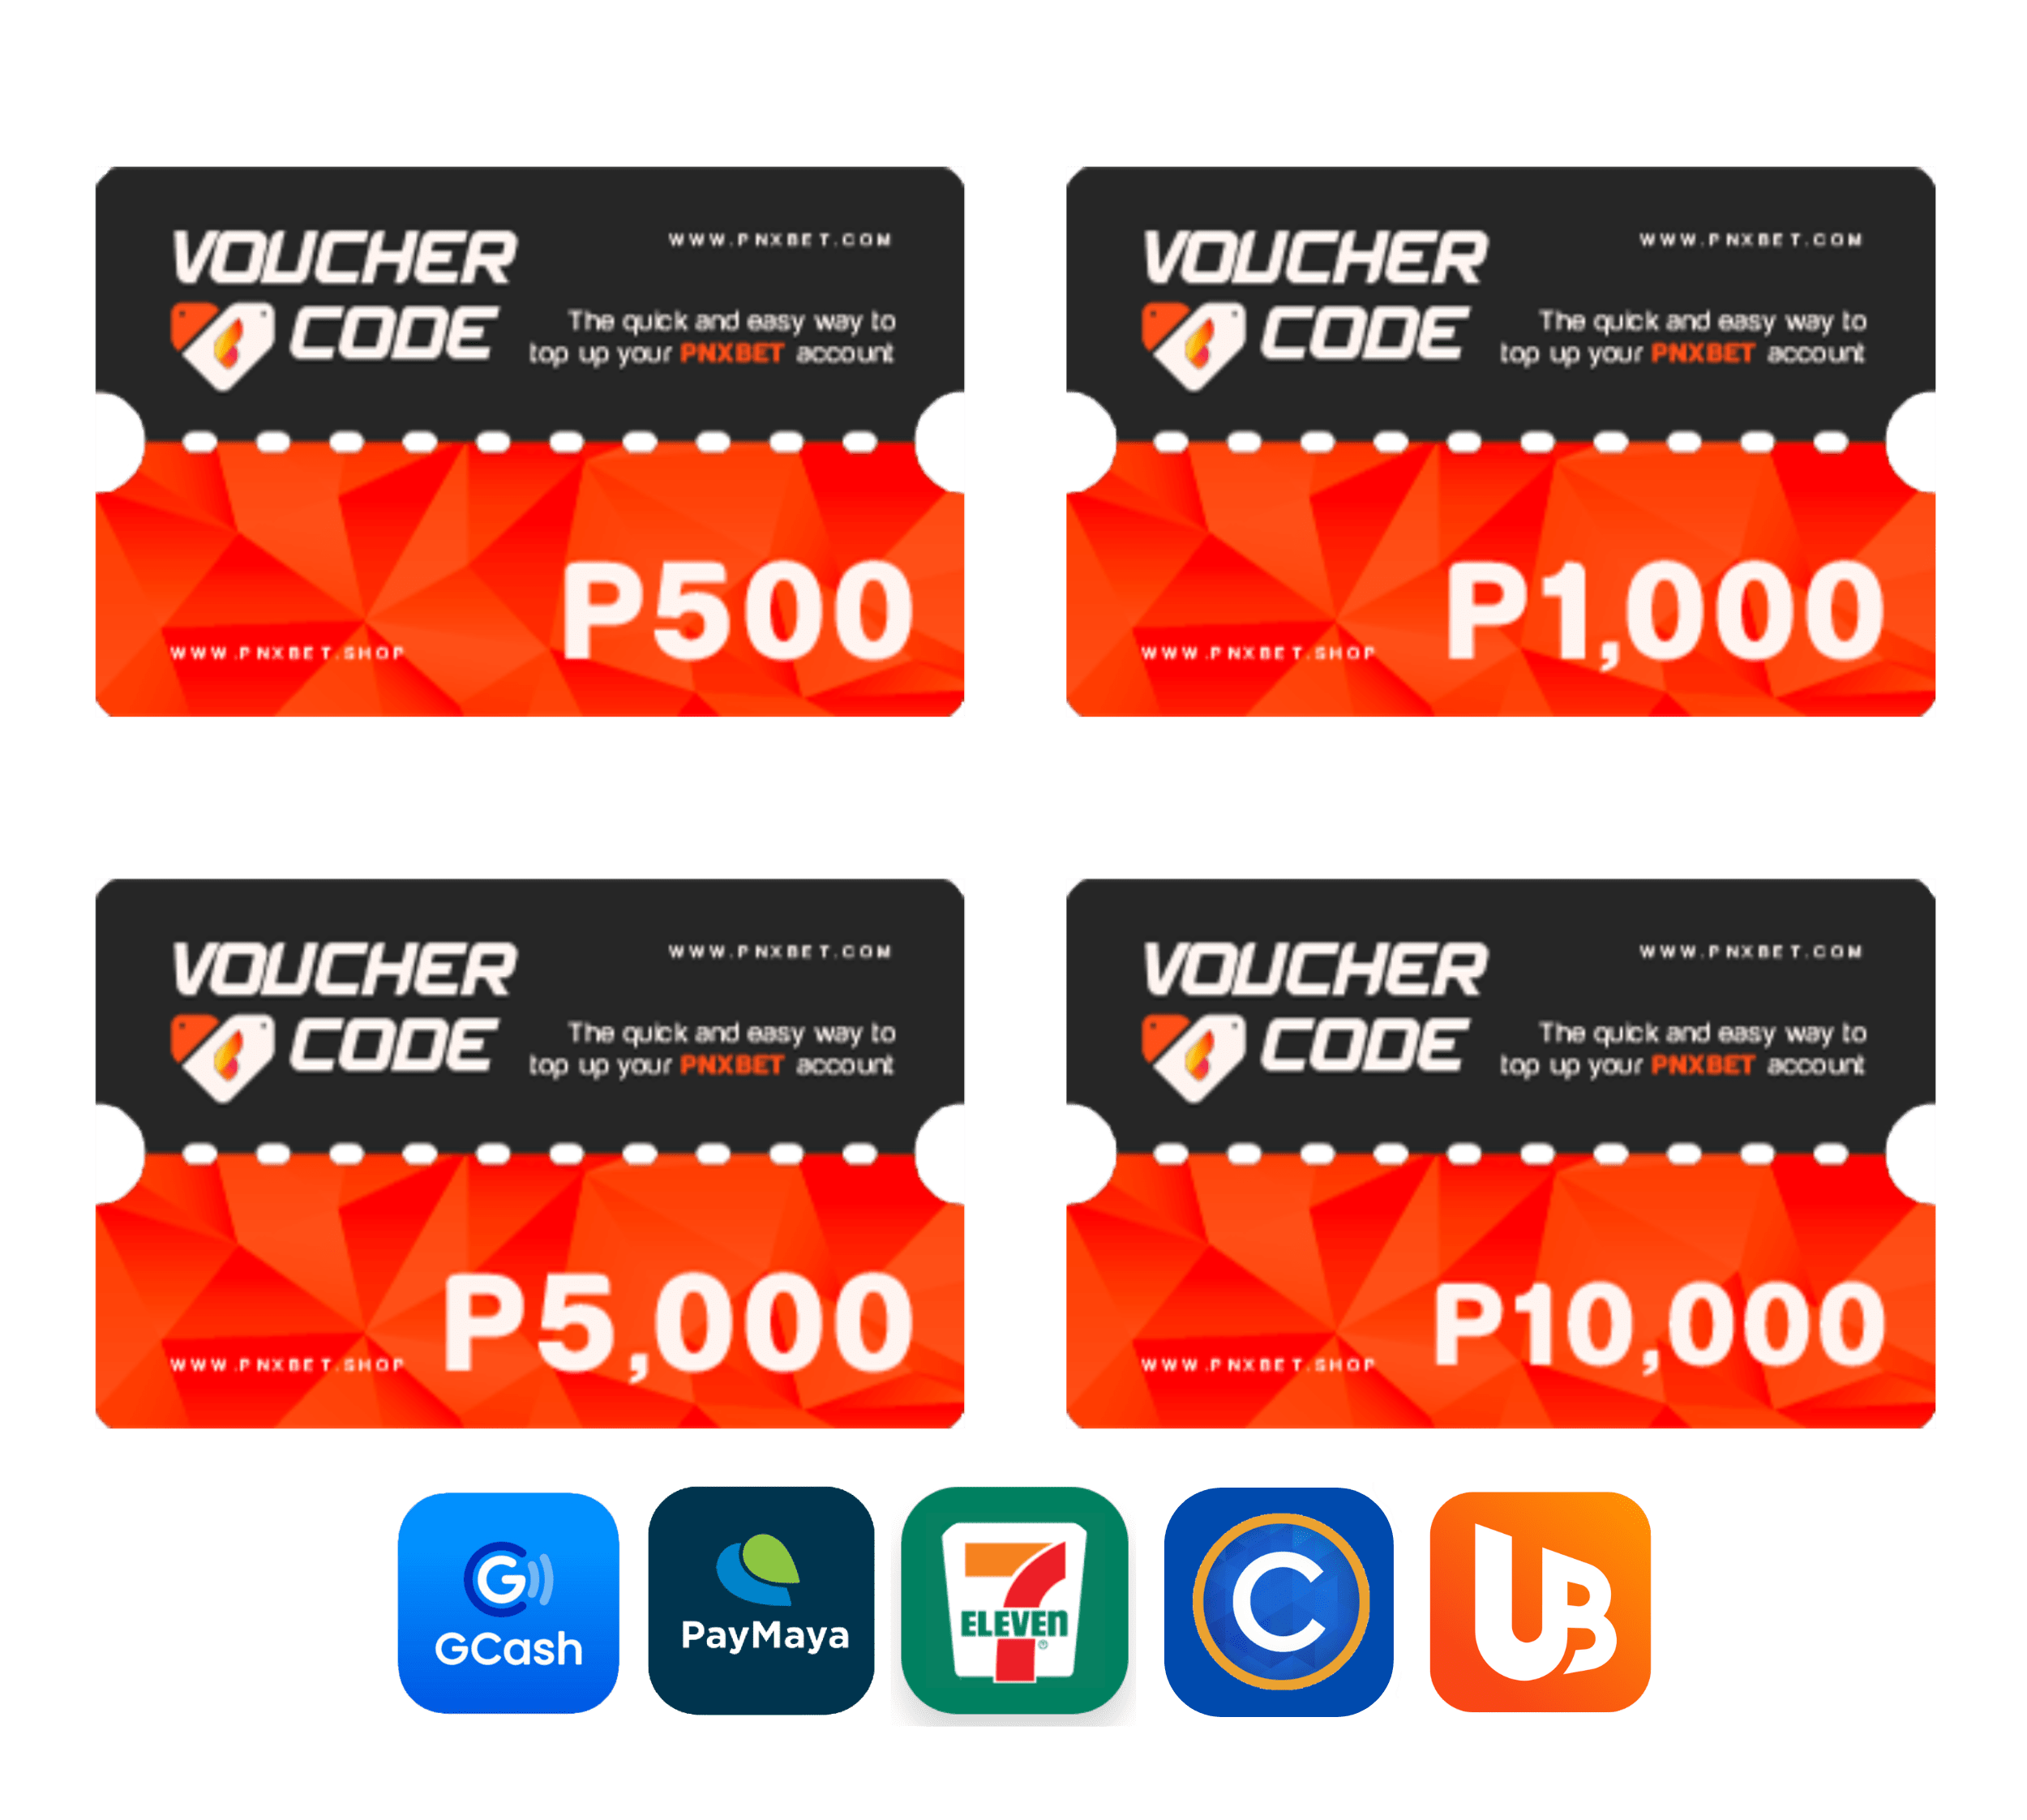 VOUCHER
CODE
WWW.PNXBET.COM
The quick and easy way to
top up your PNXBET account
WWW.PNXBET.SHOP
P500
VOUCHER
CODE
WWW.PNXBET.COM
The quick and easy way to
top up your PNXBET account
WWW.PNXBET.SHOP
P1,000
VOUCHER
CODE
WWW.PNXBET.COM
The quick and easy way to
top up your PNXBET account
WWW.PNXBET.SHOP
P5,000
VOUCHER
CODE
WWW.PNXBET.COM
The quick and easy way to
top up your PNXBET account
WWW.PNXBET.SHOP
P10,000
G
GCash
PayMaya
7
ELEVEn
®
C
UB